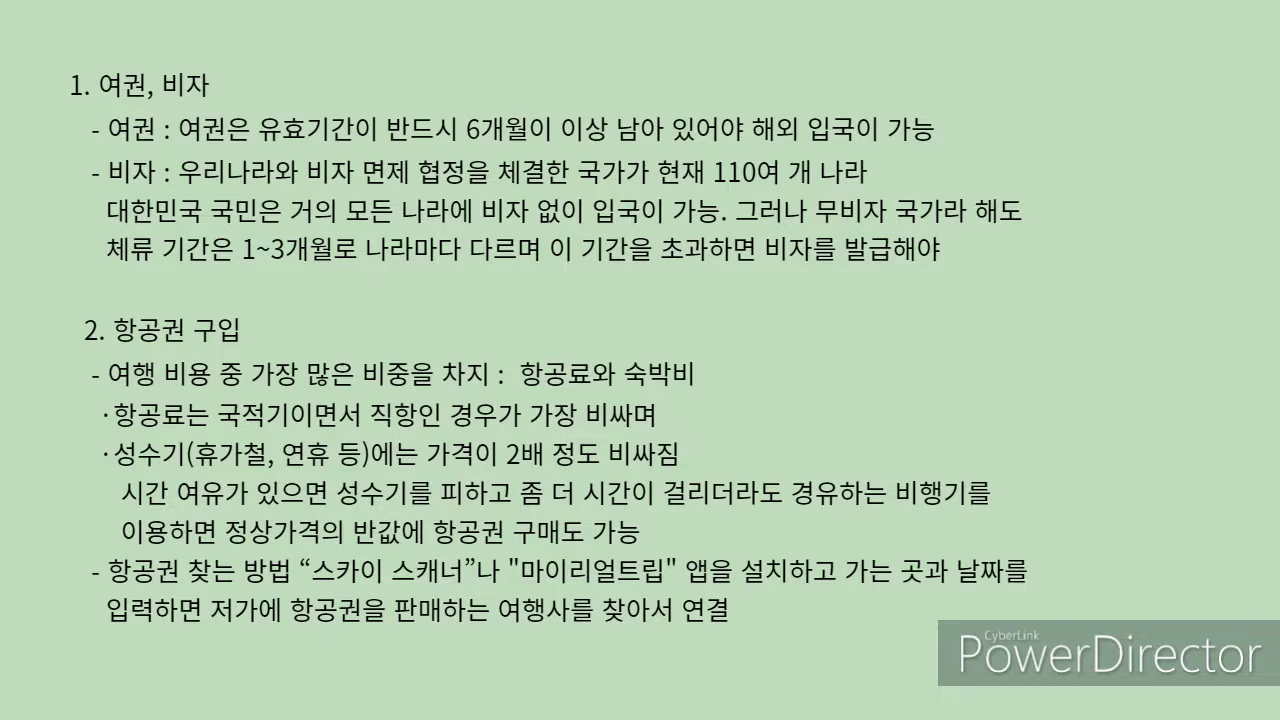 1. 여권, 비자
- 여권 : 여권은 유효기간이 반드시 6개월이 이상 남아 있어야 해외 입국이 가능
- 비자 : 우리나라와 비자 면제 협정을 체결한 국가가 현재 110여 개 나라
대한민국 국민은 거의 모든 나라에 비자 없이 입국이 가능. 그러나 무비자 국가라 해도
체류 기간은 1~3개월로 나라마다 다르며 이 기간을 초과하면 비자를 발급해야
2. 항공권 구입
- 여행 비용 중 가장 많은 비중을 차지 : 항공료와 숙박비
·항공료는 국적기이면서 직항인 경우가 가장 비싸며
·성수기(휴가철, 연휴 등)에는 가격이 2배 정도 비싸짐
시간 여유가 있으면 성수기를 피하고 좀 더 시간이 걸리더라도 경유하는 비행기를
이용하면 정상가격의 반값에 항공권 구매도 가능
- 항공권 찾는 방법 “스카이 스캐너”나 "마이리얼트립" 앱을 설치하고 가는 곳과 날짜를
입력하면 저가에 항공권을 판매하는 여행사를 찾아서 연결
CyberLink
PowerDirector